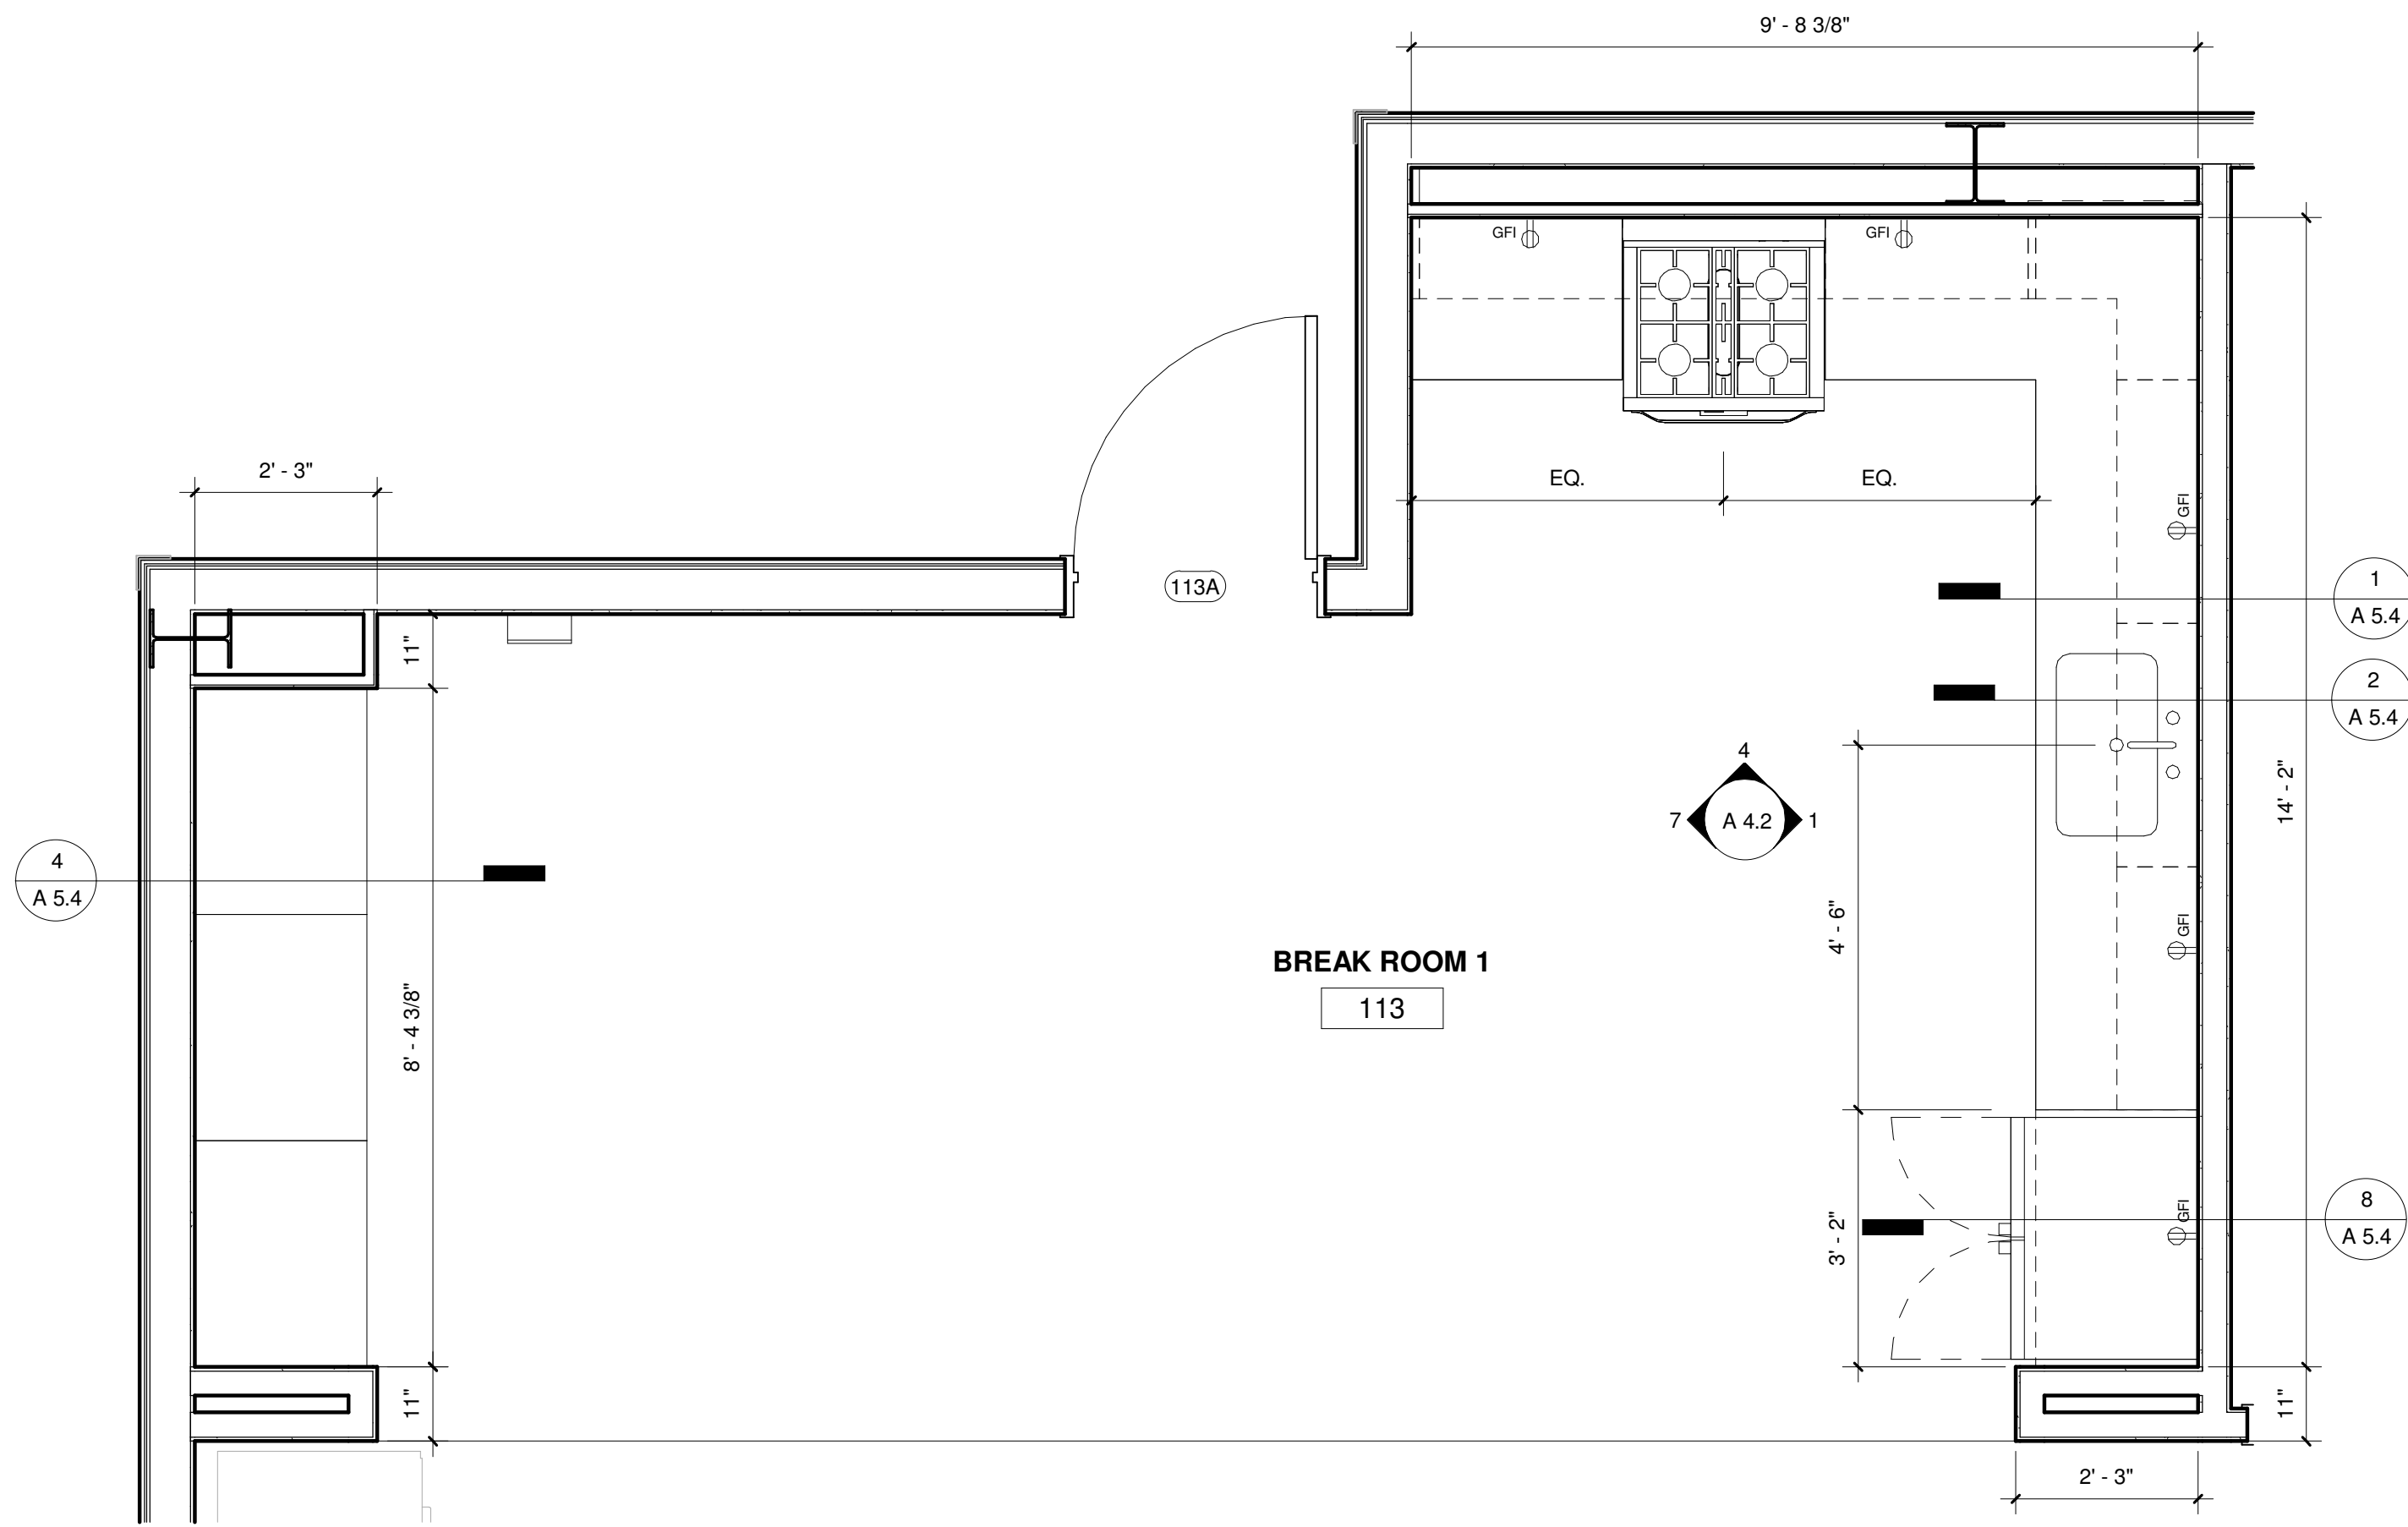 9' - 8 3/8"
GFI
GFI
2' - 3"
EQ.
EQ.
GFI
113A
1
A 5.4
11"
2
A 5.4
4
7
A 4.2
1
14' - 2"
4
A 5.4
4' - 6"
GFI
BREAK ROOM 1
113
8' - 4 3/8"
3' - 2"
GFI
8
A 5.4
11"
11"
2' - 3"